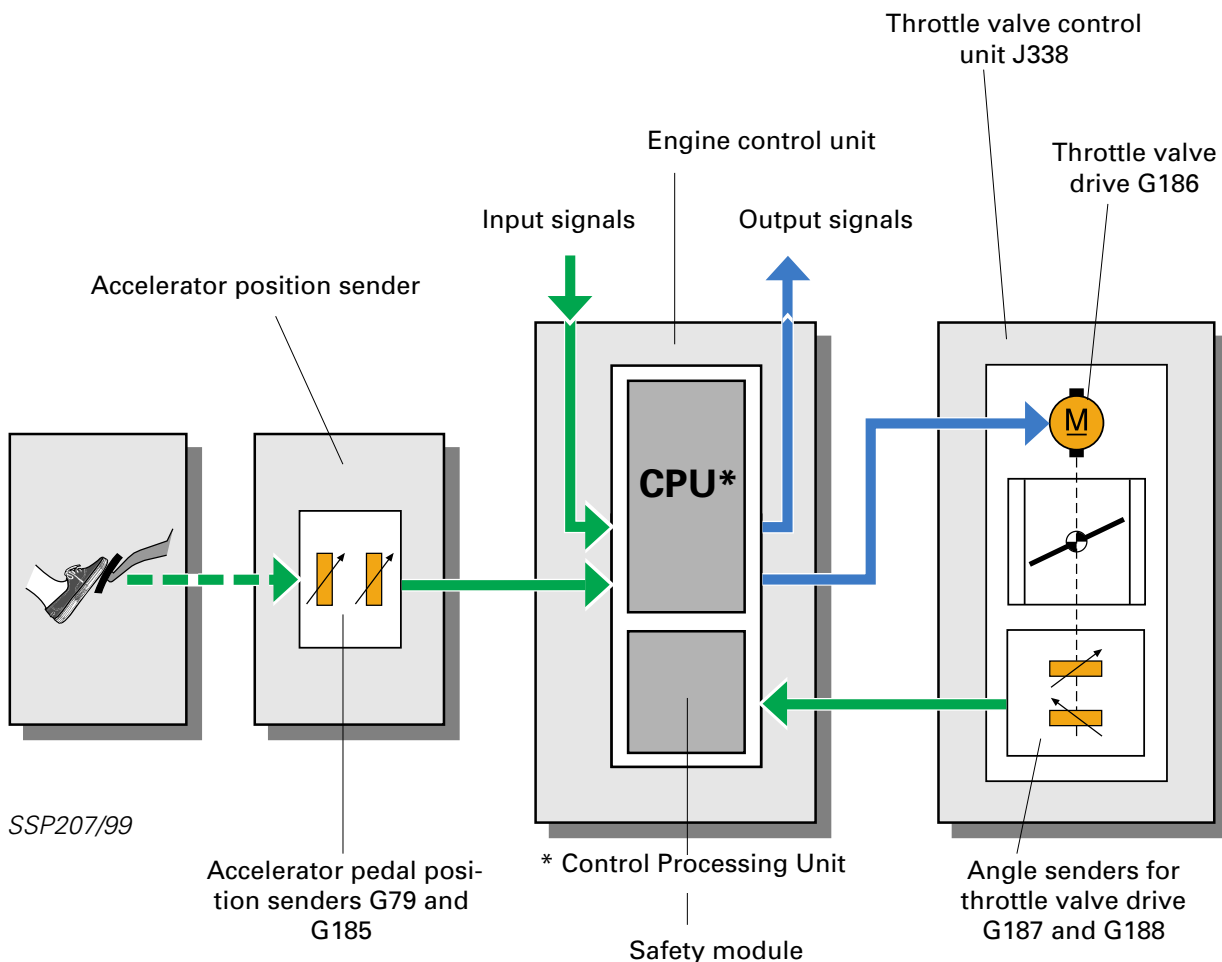 Throttle valve control
unit J338
Engine control unit
Throttle valve
drive G186
Input signals
Output signals
Accelerator position sender
M
CPU*
SSP207/99
Accelerator pedal posi-
tion senders G79 and
G185
* Control Processing Unit
Safety module
Angle senders for
throttle valve drive
G187 and G188